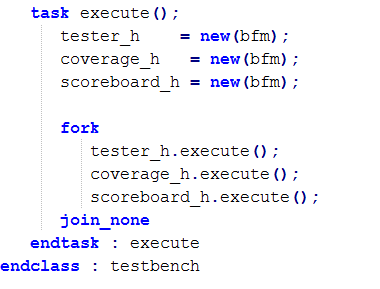 task execute();
tester_h    = new(bfm);
coverage_h   = new(bfm);
scoreboard_h = new(bfm);
fork
tester_h.execute();
coverage_h.execute();
scoreboard_h.execute();
join_none
endtask : execute
endclass : testbench